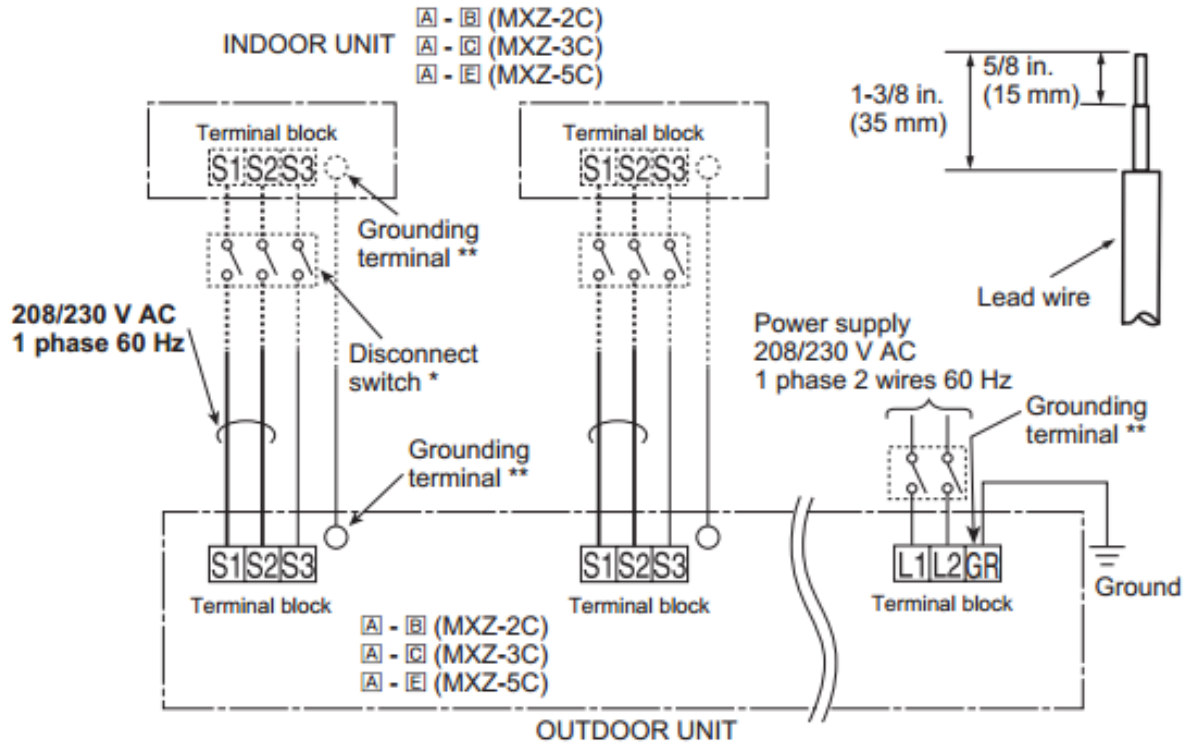 INDOOR UNIT
A - B (MXZ-2C)
A - C (MXZ-3C)
A - E (MXZ-5C)
5/8 in.
(15 mm)
1-3/8 in.
(35 mm)
Lead wire
Terminal block
S1 S2 S3
Terminal block
S1 S2 S3
Grounding
terminal **
208/230 V AC
1 phase 60 Hz
Disconnect
switch *
Grounding
terminal **
Power supply
208/230 V AC
1 phase 2 wires 60 Hz
Grounding
terminal **
S1 S2 S3
Terminal block
S1 S2 S3
Terminal block
L1 L2 GR
Terminal block
Ground
A - B (MXZ-2C)
A - C (MXZ-3C)
A - E (MXZ-5C)
OUTDOOR UNIT